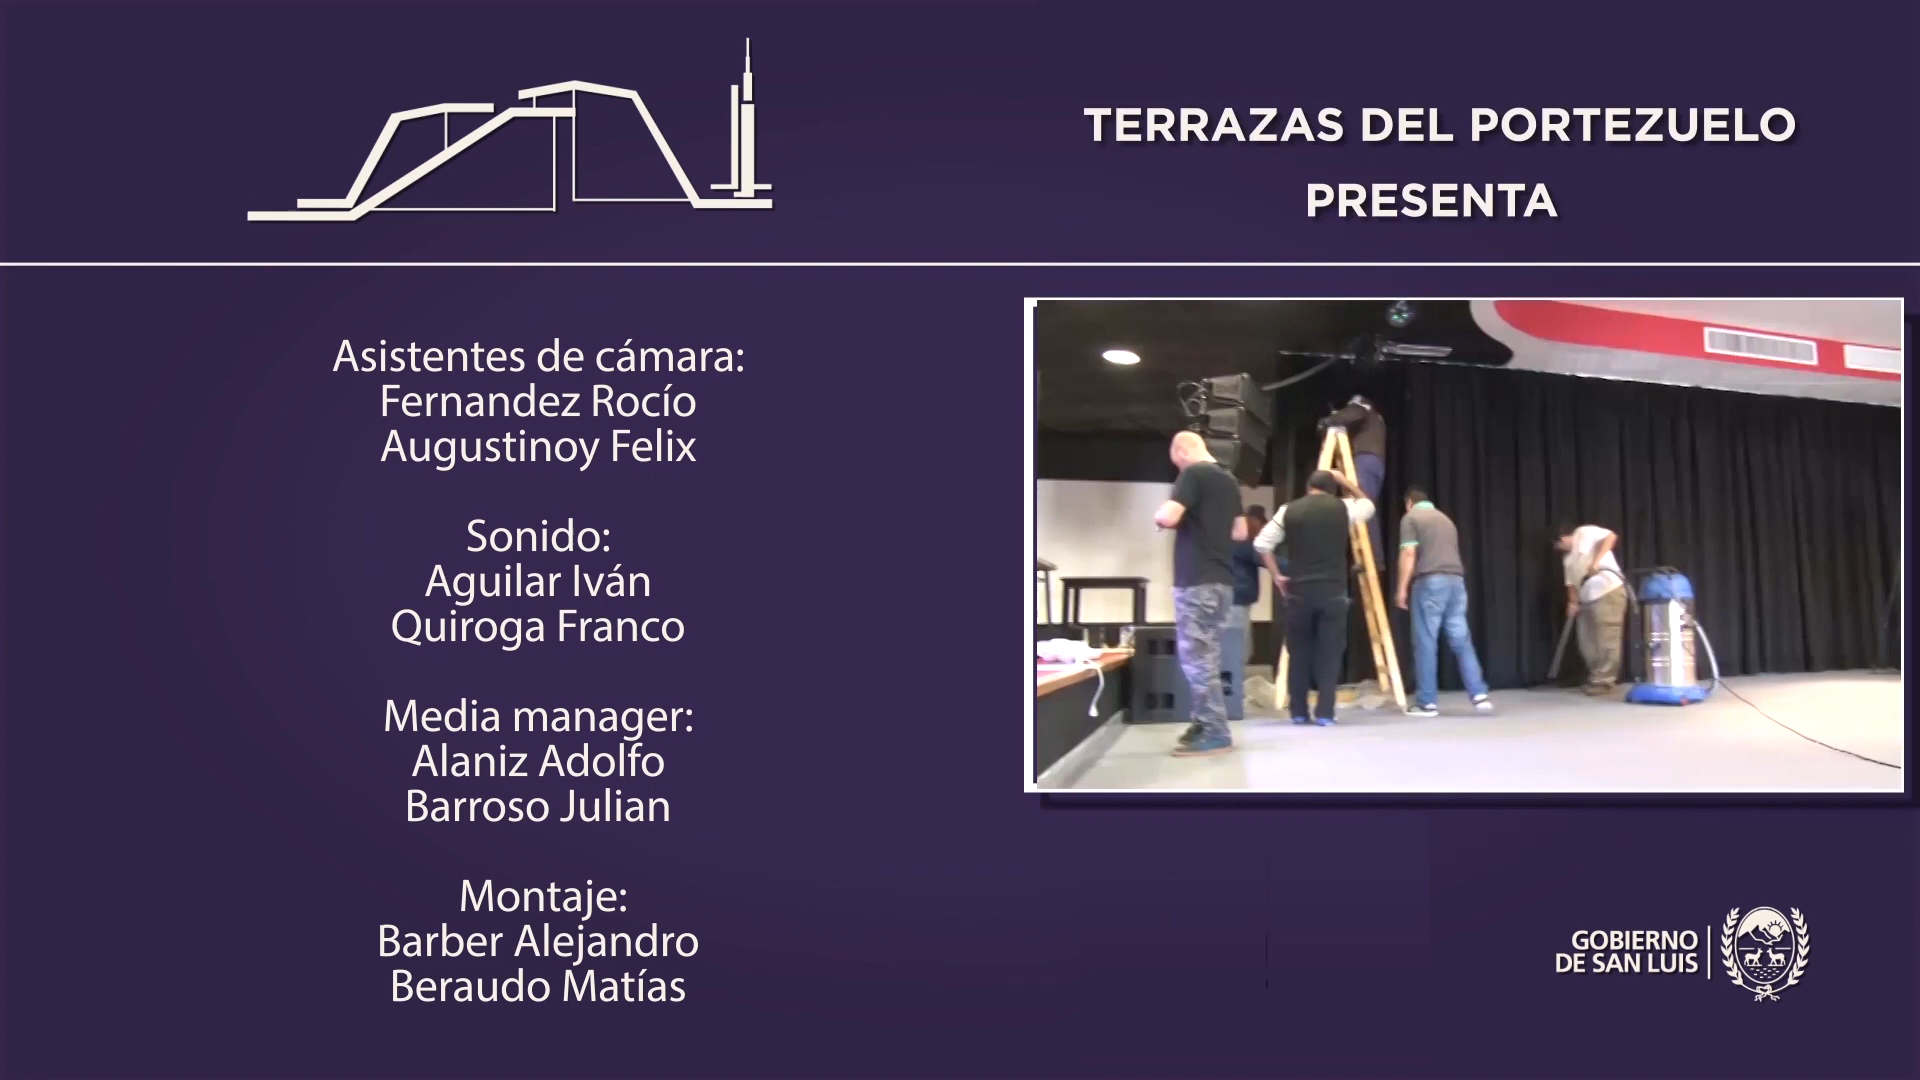 TERRAZAS DEL PORTEZUELO
PRESENTA
Asistentes de cámara:
Fernandez Rocío
Augustinoy Felix
Sonido:
Aguilar Iván
Quiroga Franco
Media manager:
Alaniz Adolfo
Barroso Julian
Montaje:
Barber Alejandro
Beraudo Matías
GOBIERNO
DE SAN LUIS